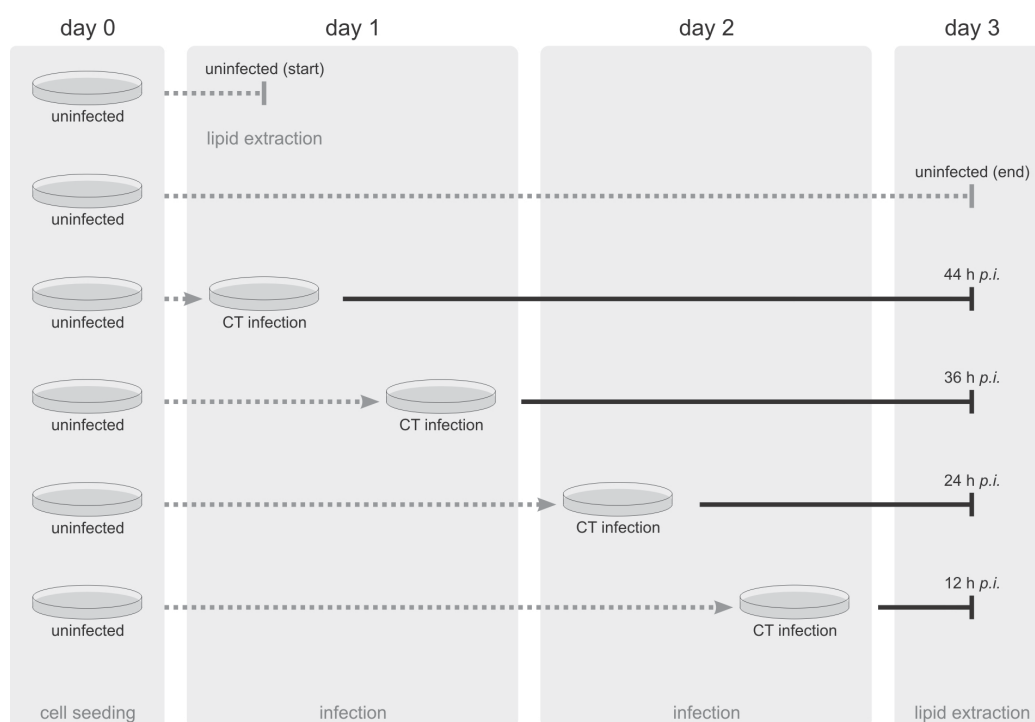 day 0
day 1
day 2
day 3
uninfected (start)
uninfected
lipid extraction
uninfected (end)
uninfected
44 h p.i.
uninfected
CT infection
36 h p.i.
uninfected
CT infection
24 h p.i.
uninfected
CT infection
12 h p.i.
uninfected
CT infection
cell seeding
infection
infection
lipid extraction